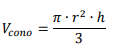 V_cono = π · r² · h / 3